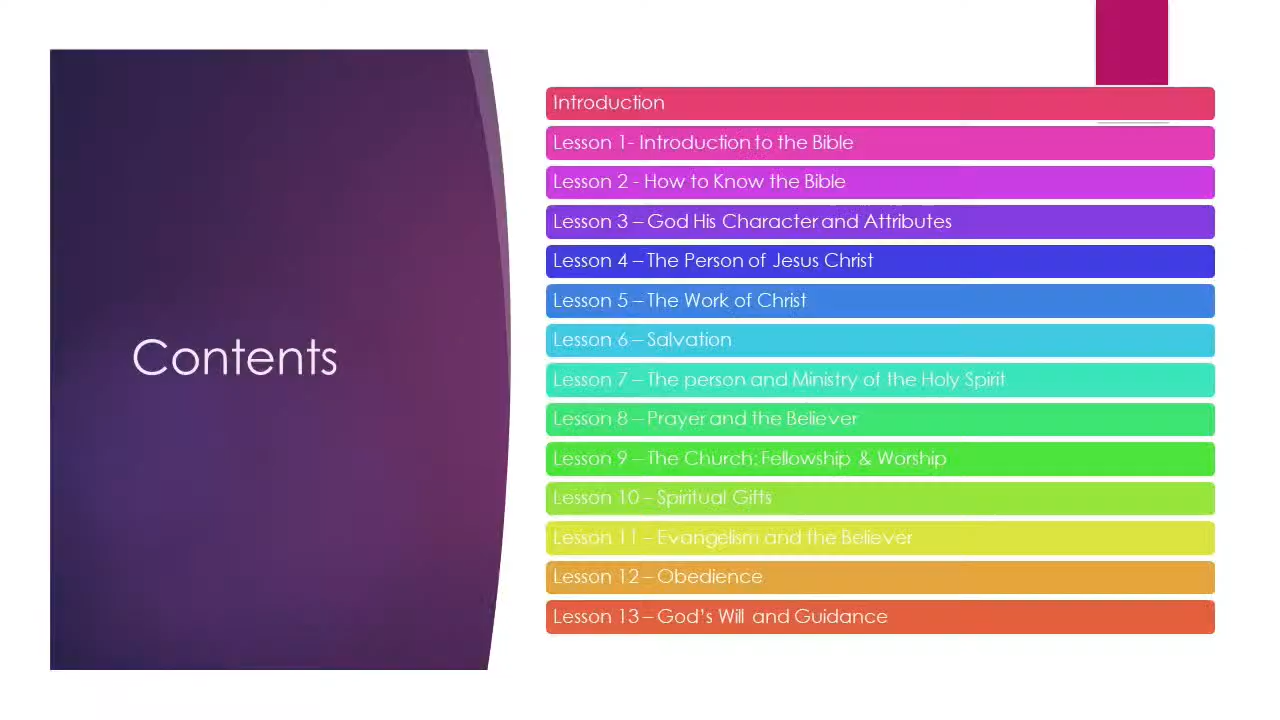 Contents
Introduction
Lesson 1- Introduction to the Bible
Lesson 2 - How to Know the Bible
Lesson 3 – God His Character and Attributes
Lesson 4 – The Person of Jesus Christ
Lesson 5 – The Work of Christ
Lesson 6 – Salvation
Lesson 7 – The person and Ministry of the Holy Spirit
Lesson 8 – Prayer and the Believer
Lesson 9 – The Church: Fellowship & Worship
Lesson 10 – Spiritual Gifts
Lesson 11 – Evangelism and the Believer
Lesson 12 – Obedience
Lesson 13 – God’s Will and Guidance